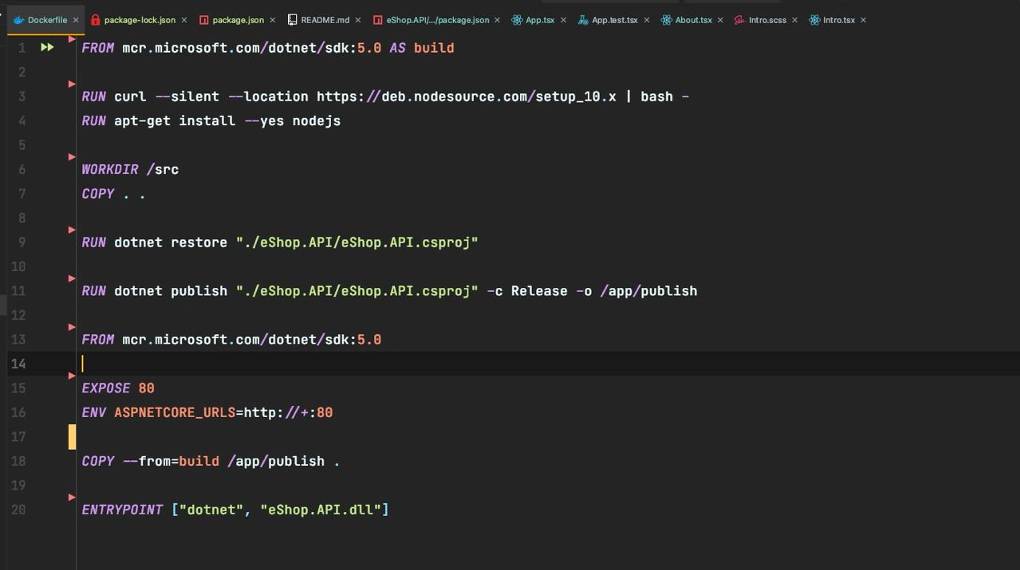 Dockerfile × package-lock.json × package.json × README.md × eShop.API/.../package.json × App.tsx × App.test.tsx × About.tsx × Intro.scss × Intro.tsx ×
1 FROM mcr.microsoft.com/dotnet/sdk:5.0 AS build
2
3 RUN curl --silent --location https://deb.nodesource.com/setup_10.x | bash -
4 RUN apt-get install --yes nodejs
5
6 WORKDIR /src
7 COPY . .
8
9 RUN dotnet restore "./eShop.API/eShop.API.csproj"
10
11 RUN dotnet publish "./eShop.API/eShop.API.csproj" -c Release -o /app/publish
12
13 FROM mcr.microsoft.com/dotnet/sdk:5.0
14
15 EXPOSE 80
16 ENV ASPNETCORE_URLS=http://+:80
17
18 COPY --from=build /app/publish .
19
20 ENTRYPOINT ["dotnet", "eShop.API.dll"]